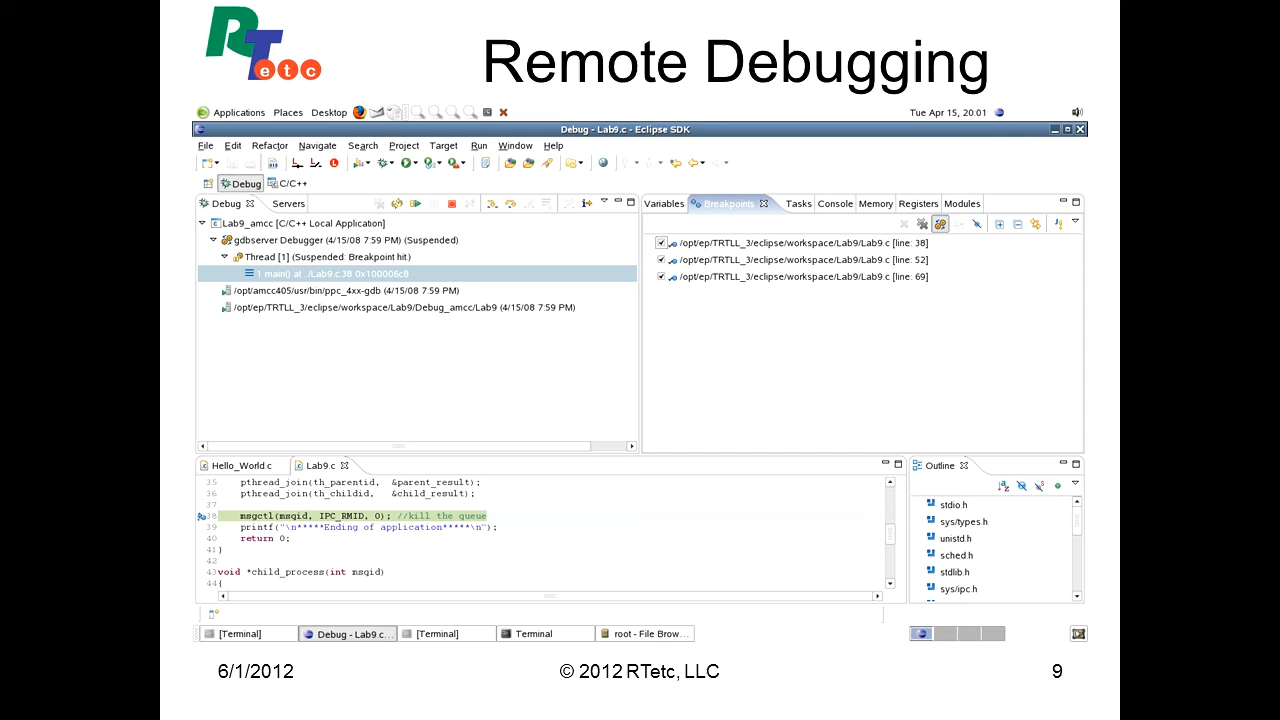 RTetc
Remote Debugging
Applications Places Desktop Tue Apr 15, 20:01
Debug - Lab9.c - Eclipse SDK
File Edit Refactor Navigate Search Project Target Run Window Help
Debug C/C++
Debug Servers
Variables Breakpoints Tasks Console Memory Registers Modules
Lab9_amcc [C/C++ Local Application]
gdbserver Debugger (4/15/08 7:59 PM) (Suspended)
Thread [1] (Suspended: Breakpoint hit.)
1 main() at ../Lab9.c:38 0x100006c8
/opt/amcc405/usr/bin/ppc_4xx-gdb (4/15/08 7:59 PM)
/opt/ep/TRTLL_3/eclipse/workspace/Lab9/Debug_amcc/Lab9 (4/15/08 7:59 PM)
/opt/ep/TRTLL_3/eclipse/workspace/Lab9/Lab9.c [line: 38]
/opt/ep/TRTLL_3/eclipse/workspace/Lab9/Lab9.c [line: 52]
/opt/ep/TRTLL_3/eclipse/workspace/Lab9/Lab9.c [line: 69]
Hello_World.c Lab9.c
35 pthread_join(th_parentid, &parent_result);
36 pthread_join(th_childid, &child_result);
37
38 msgctl(msqid, IPC_RMID, 0); //kill the queue
39 printf("\n*****Ending of application*****\n");
40 return 0;
41 }
42
43 void *child_process(int msqid)
44 {
Outline
stdio.h
sys/types.h
unistd.h
sched.h
stdlib.h
sys/ipc.h
[Terminal] Debug - Lab9.c... [Terminal] Terminal root - File Brow...
6/1/2012 © 2012 RTetc, LLC 9